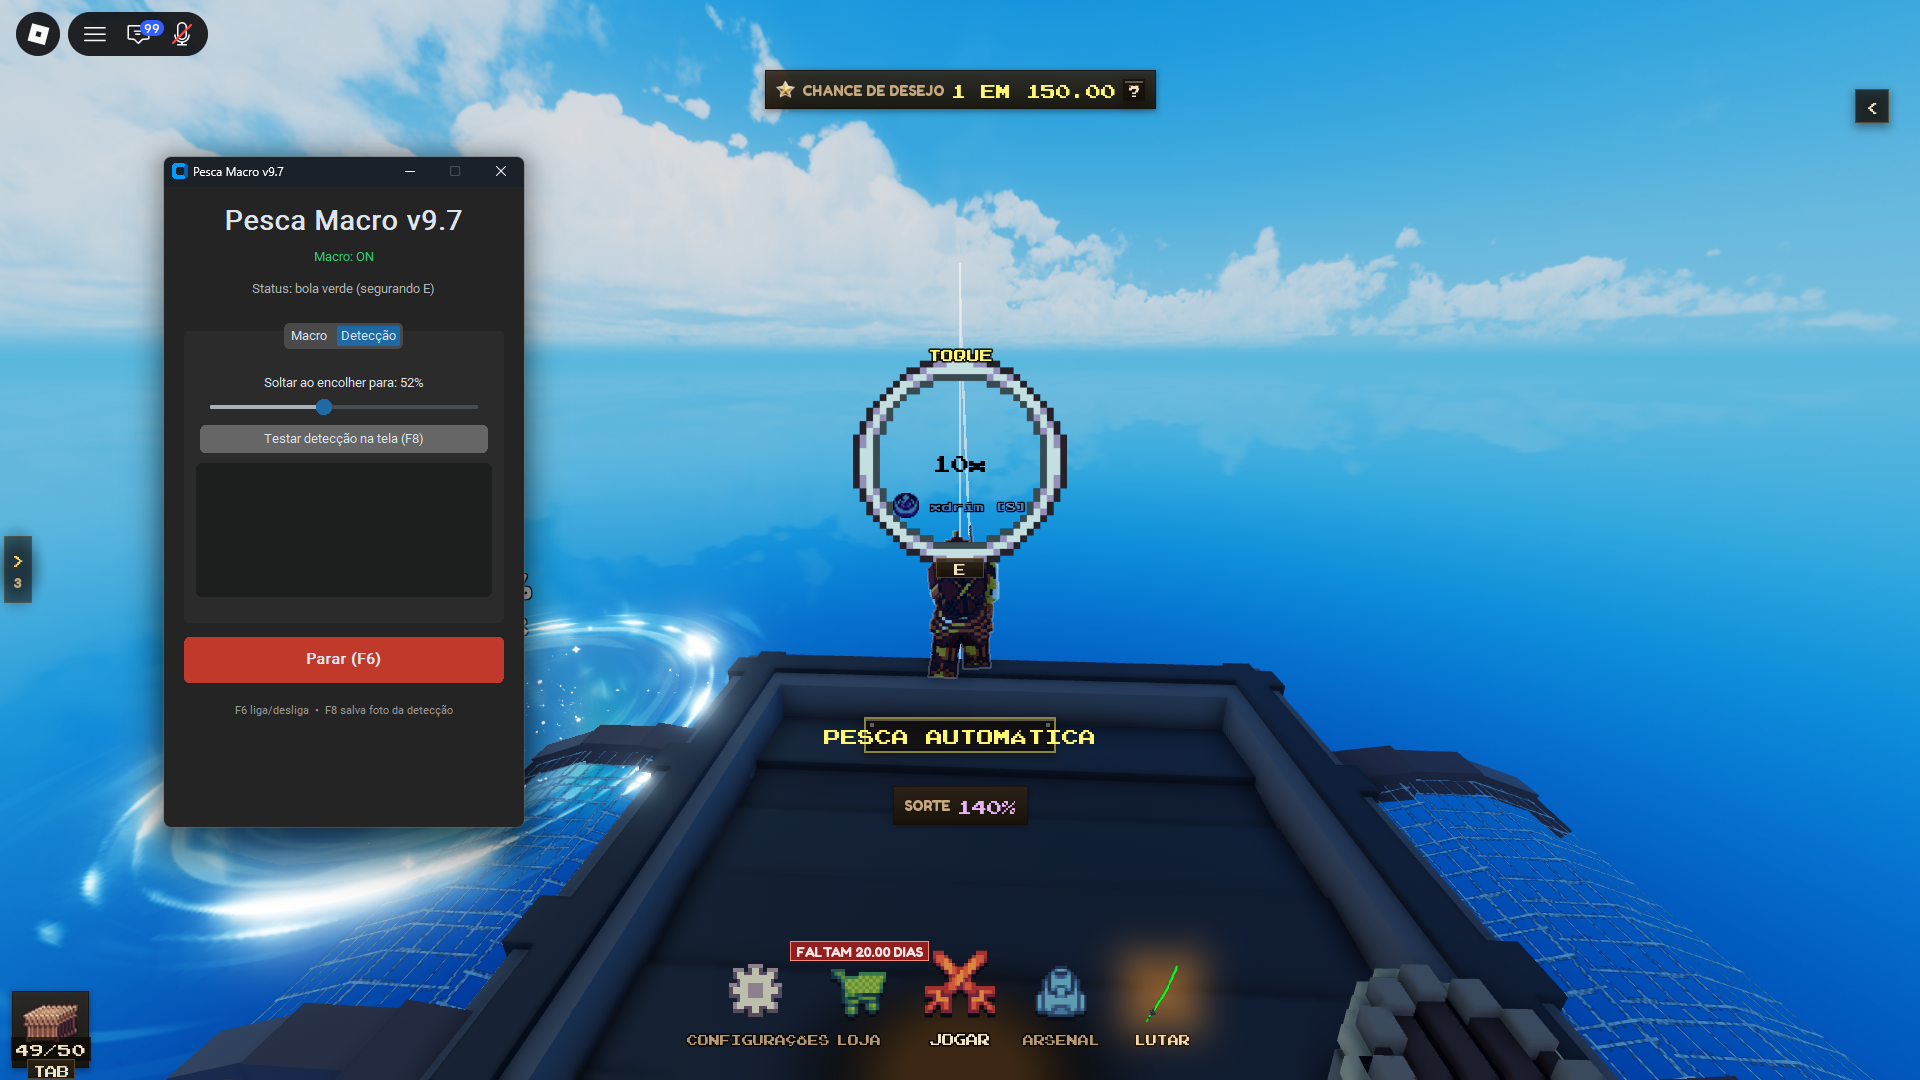 99
CHANCE DE DESEJO 1 EM 150.00 ?
<
Pesca Macro v9.7
Pesca Macro v9.7
Macro: ON
Status: bola verde (segurando E)
Macro Detecção
Soltar ao encolher para: 52%
Testar detecção na tela (F8)
Parar (F6)
F6 liga/desliga • F8 salva foto da detecção
TOQUE
10x
xdrim [S]
E
>
3
PESCA AUTOMÁTICA
SORTE 140%
FALTAM 20.00 DIAS
CONFIGURAÇÕES LOJA JOGAR ARSENAL LUTAR
49/50
TAB